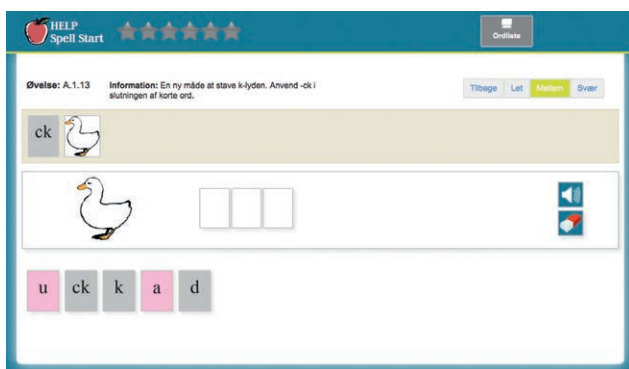 HELP
Spell Start
Ordliste
Øvelse: A.1.13
Information: En ny måde at stave k-lyden. Anvend -ck i
slutningen af korte ord.
Tilbage Let Mellem Svær
ck
u ck k a d